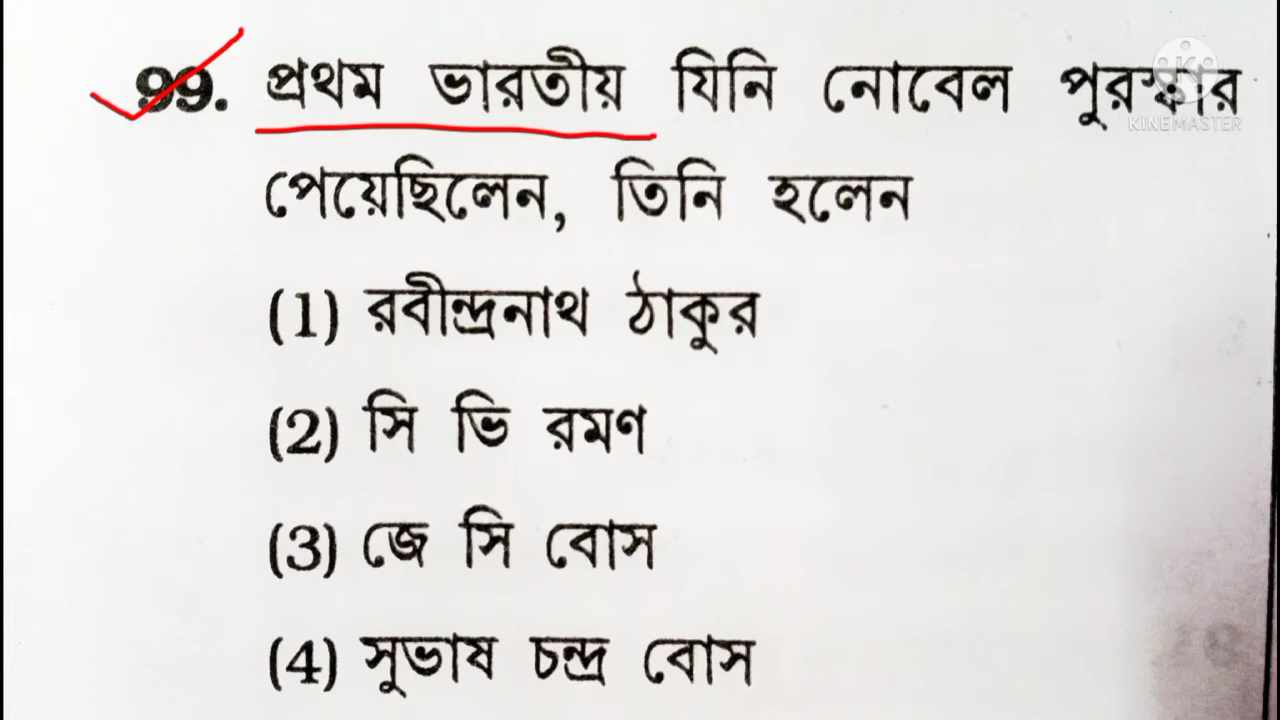 99. প্রথম ভারতীয় যিনি নোবেল পুরস্কার
KINEMASTER
পেয়েছিলেন, তিনি হলেন
(1) রবীন্দ্রনাথ ঠাকুর
(2) সি ভি রমণ
(3) জে সি বোস
(4) সুভাষ চন্দ্র বোস